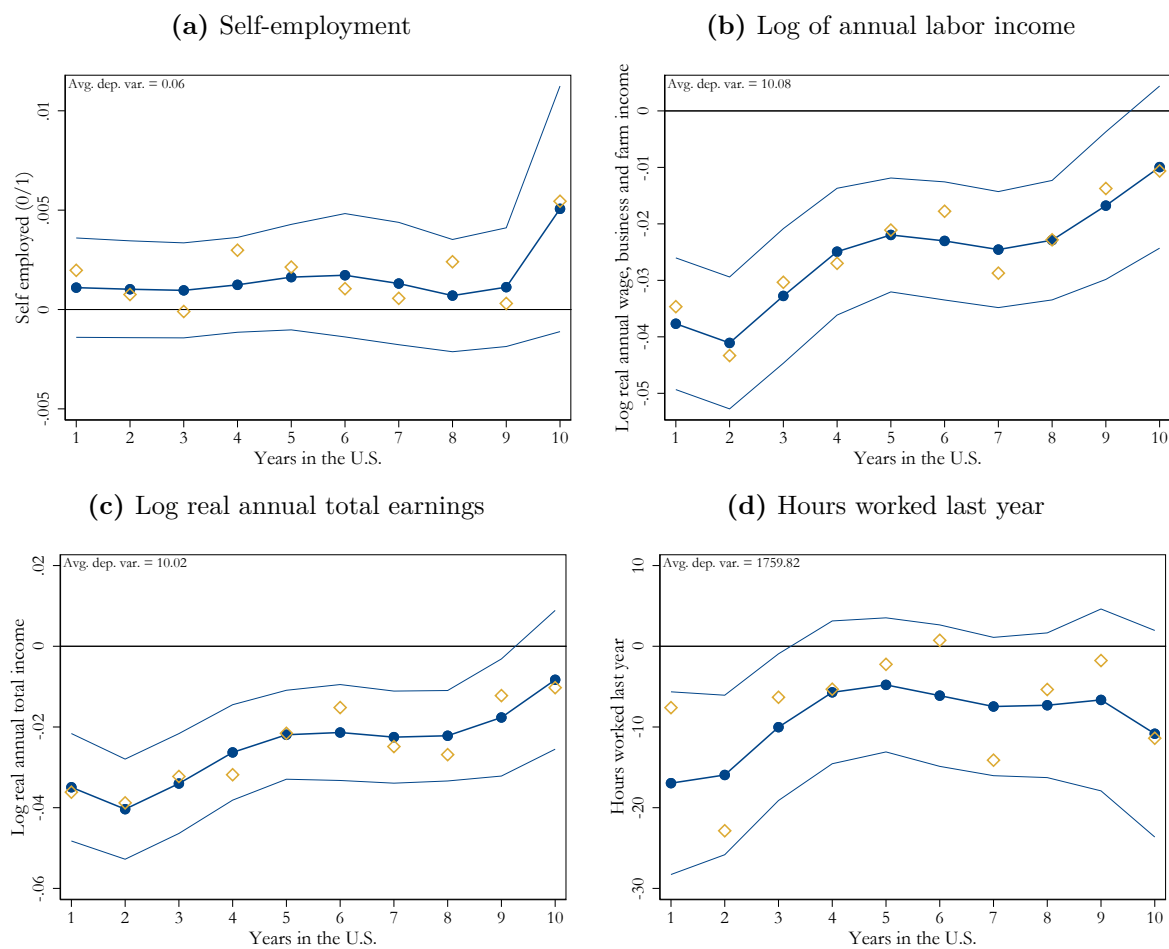 (a) Self-employment
Avg. dep. var. = 0.06
Self employed (0/1)
.01
.005
0
-.005
1 2 3 4 5 6 7 8 9 10
Years in the U.S.
(b) Log of annual labor income
Avg. dep. var. = 10.08
Log real annual wage, business and farm income
0
-.01
-.02
-.03
-.04
-.05
1 2 3 4 5 6 7 8 9 10
Years in the U.S.
(c) Log real annual total earnings
Avg. dep. var. = 10.02
Log real annual total income
.02
0
-.02
-.04
-.06
1 2 3 4 5 6 7 8 9 10
Years in the U.S.
(d) Hours worked last year
Avg. dep. var. = 1759.82
Hours worked last year
10
0
-10
-20
-30
1 2 3 4 5 6 7 8 9 10
Years in the U.S.